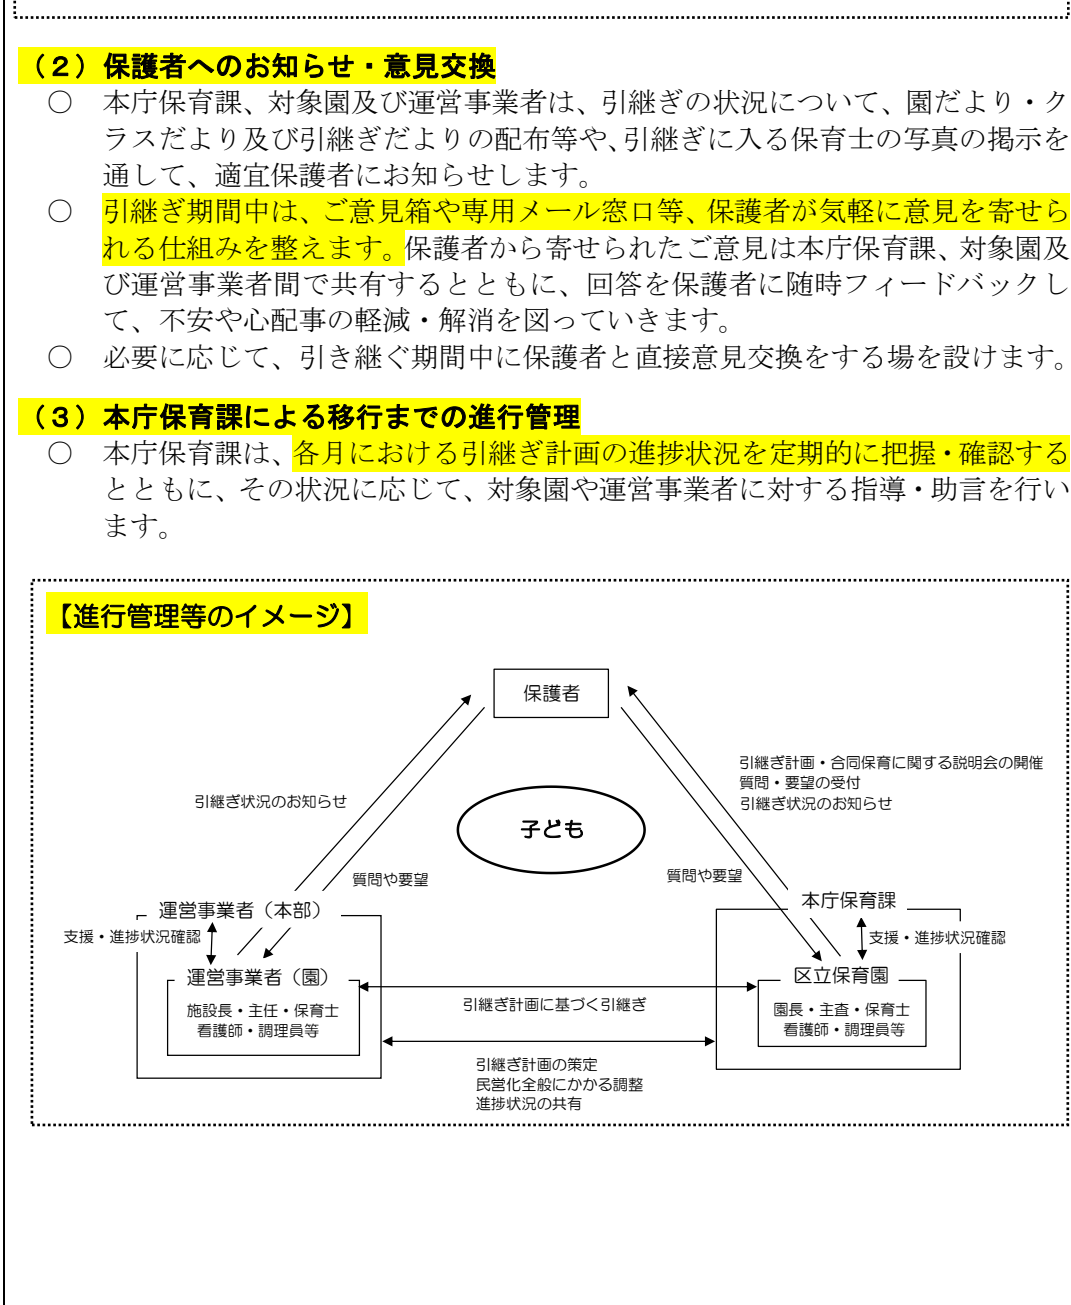 （２）保護者へのお知らせ・意見交換
○　本庁保育課、対象園及び運営事業者は、引継ぎの状況について、園だより・ク
ラスだより及び引継ぎだよりの配布等や、引継ぎに入る保育士の写真の掲示を
通して、適宜保護者にお知らせします。
○　引継ぎ期間中は、ご意見箱や専用メール窓口等、保護者が気軽に意見を寄せら
れる仕組みを整えます。保護者から寄せられたご意見は本庁保育課、対象園及
び運営事業者間で共有するとともに、回答を保護者に随時フィードバックし
て、不安や心配事の軽減・解消を図っていきます。
○　必要に応じて、引き継ぐ期間中に保護者と直接意見交換をする場を設けます。
（３）本庁保育課による移行までの進行管理
○　本庁保育課は、各月における引継ぎ計画の進捗状況を定期的に把握・確認する
とともに、その状況に応じて、対象園や運営事業者に対する指導・助言を行い
ます。
【進行管理等のイメージ】
保護者
引継ぎ計画・合同保育に関する説明会の開催
質問・要望の受付
引継ぎ状況のお知らせ
引継ぎ状況のお知らせ
子ども
質問や要望
質問や要望
運営事業者（本部）
本庁保育課
支援・進捗状況確認
支援・進捗状況確認
運営事業者（園）
区立保育園
施設長・主任・保育士
看護師・調理員等
引継ぎ計画に基づく引継ぎ
園長・主査・保育士
看護師・調理員等
引継ぎ計画の策定
民営化全般にかかる調整
進捗状況の共有